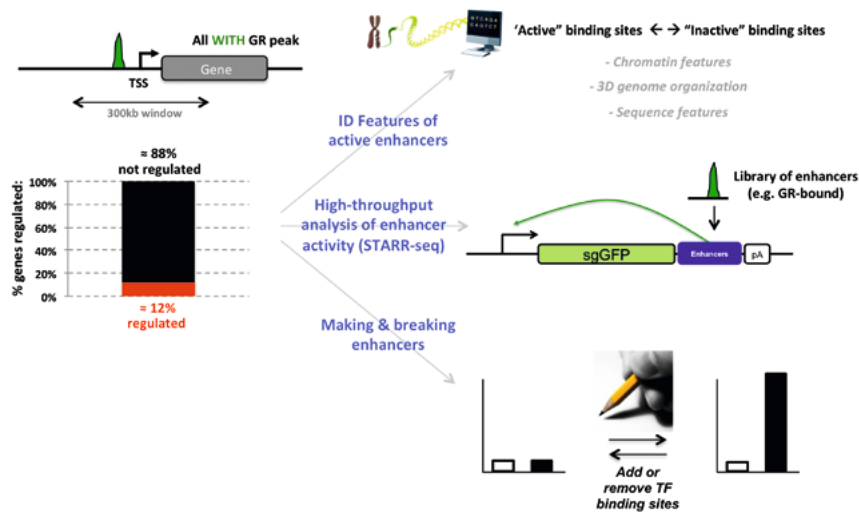 All WITH GR peak
Gene
TSS
300kb window
≈ 88%
not regulated
% genes regulated:
100%
80%
60%
40%
20%
0%
≈ 12%
regulated
ID Features of
active enhancers
High-throughput
analysis of enhancer
activity (STARR-seq)
Making & breaking
enhancers
'Active" binding sites ←→ "Inactive" binding sites
- Chromatin features
- 3D genome organization
- Sequence features
Library of enhancers
(e.g. GR-bound)
sgGFP
Enhancers
pA
Add or
remove TF
binding sites